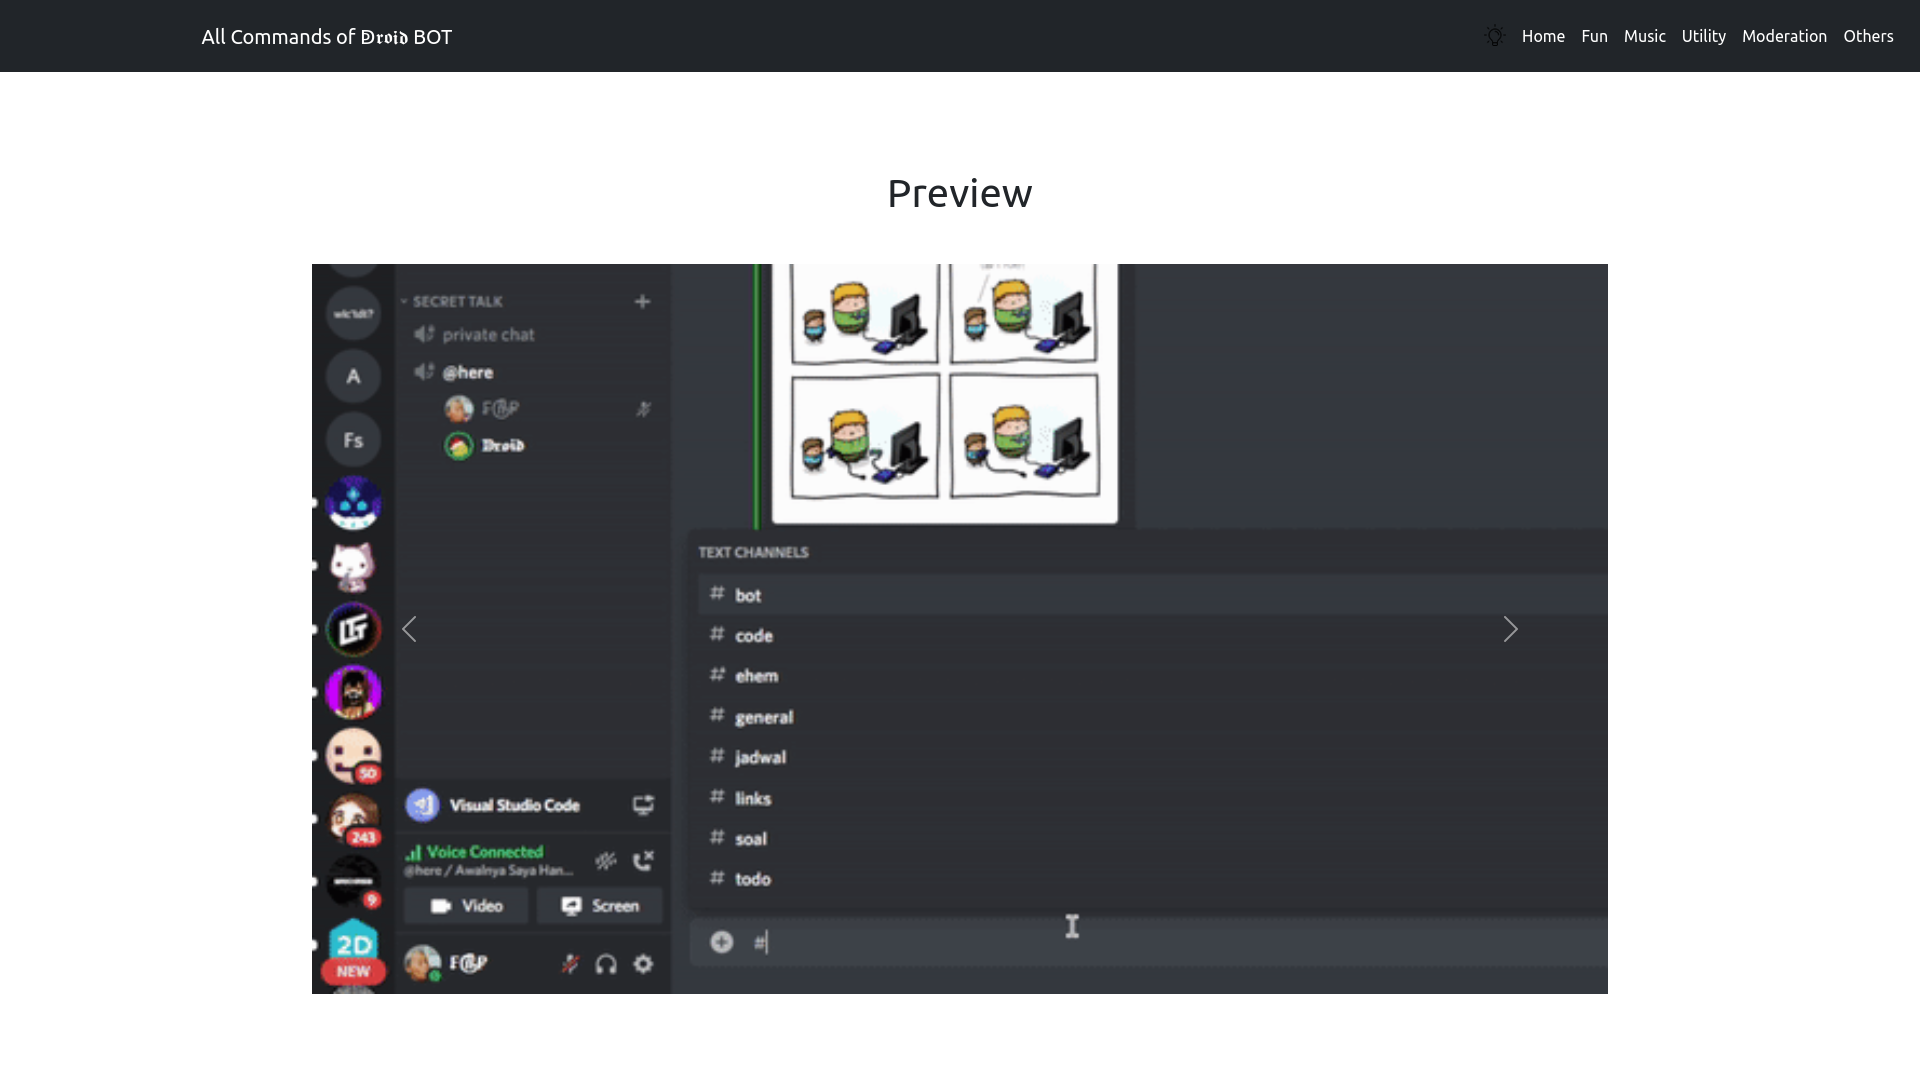 All Commands of 𝕯𝖗𝖔𝖎𝖉 BOT
Home Fun Music Utility Moderation Others
Preview
SECRET TALK
private chat
@here
𝕯𝖗𝖔𝖎𝖉
A
Fs
50
243
9
2D
NEW
Visual Studio Code
Voice Connected
@here / Awalnya Saya Han...
Video
Screen
TEXT CHANNELS
# bot
# code
# ehem
# general
# jadwal
# links
# soal
# todo
#